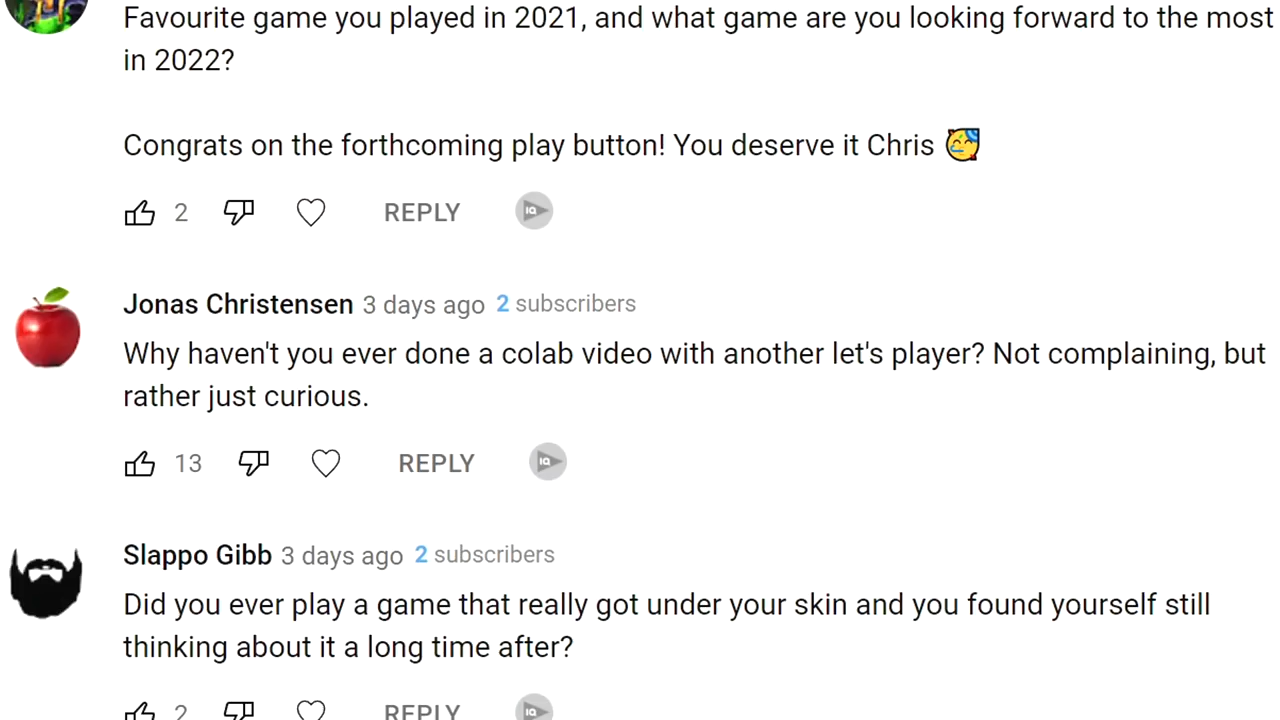 Favourite game you played in 2021, and what game are you looking forward to the most
in 2022?
Congrats on the forthcoming play button! You deserve it Chris 🥳
2 REPLY IQ
Jonas Christensen 3 days ago 2 subscribers
Why haven't you ever done a colab video with another let's player? Not complaining, but
rather just curious.
13 REPLY IQ
Slappo Gibb 3 days ago 2 subscribers
Did you ever play a game that really got under your skin and you found yourself still
thinking about it a long time after?
2 REPLY IQ